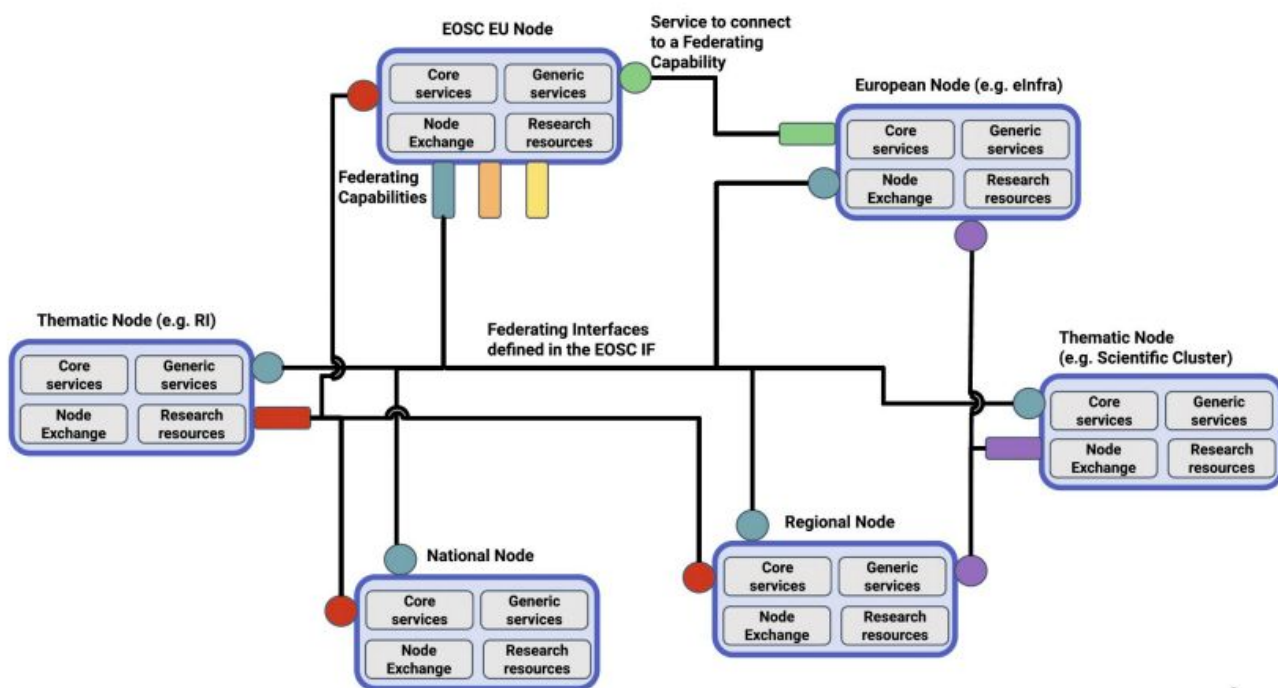 EOSC EU Node
Service to connect
to a Federating
Capability
Core
services
Generic
services
Node
Exchange
Research
resources
European Node (e.g. eInfra)
Core
services
Generic
services
Node
Exchange
Research
resources
Federating
Capabilities
Thematic Node (e.g. RI)
Core
services
Generic
services
Node
Exchange
Research
resources
Federating Interfaces
defined in the EOSC IF
Thematic Node
(e.g. Scientific Cluster)
Core
services
Generic
services
Node
Exchange
Research
resources
National Node
Core
services
Generic
services
Node
Exchange
Research
resources
Regional Node
Core
services
Generic
services
Node
Exchange
Research
resources